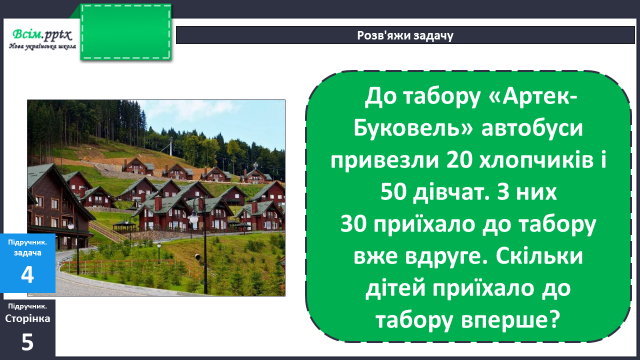 Всім.pptx
Нова українська школа
Розв'яжи задачу
До табору «Артек-
Буковель» автобуси
привезли 20 хлопчиків і
50 дівчат. З них
30 приїхало до табору
вже вдруге. Скільки
дітей приїхало до
табору вперше?
Підручник.
задача
4
Підручник.
Сторінка
5